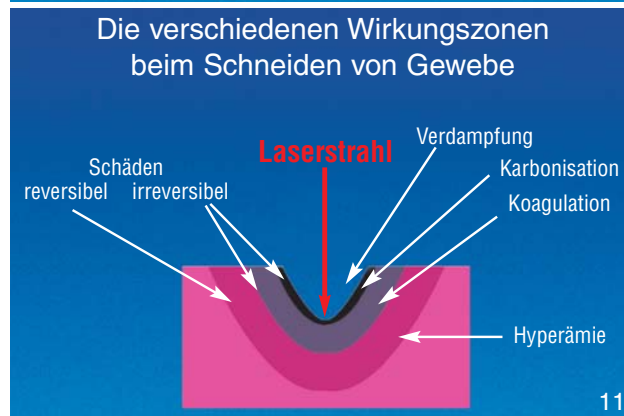 Die verschiedenen Wirkungszonen
beim Schneiden von Gewebe
Laserstrahl
Verdampfung
Schäden
Karbonisation
reversibel irreversibel
Koagulation
Hyperämie
11